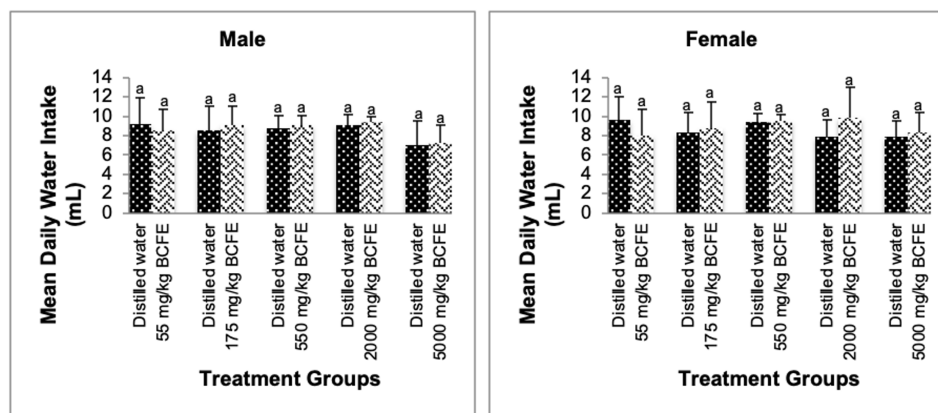 Male
Mean Daily Water Intake
(mL)
14
12
10
8
6
4
2
0
a
a
a
a
a
a
a
a
a
a
Distilled water
55 mg/kg BCFE
Distilled water
175 mg/kg BCFE
Distilled water
550 mg/kg BCFE
Distilled water
2000 mg/kg BCFE
Distilled water
5000 mg/kg BCFE
Treatment Groups
Female
Mean Daily Water Intake
(mL)
14
12
10
8
6
4
2
0
a
a
a
a
a
a
a
a
a
a
Distilled water
55 mg/kg BCFE
Distilled water
175 mg/kg BCFE
Distilled water
550 mg/kg BCFE
Distilled water
2000 mg/kg BCFE
Distilled water
5000 mg/kg BCFE
Treatment Groups